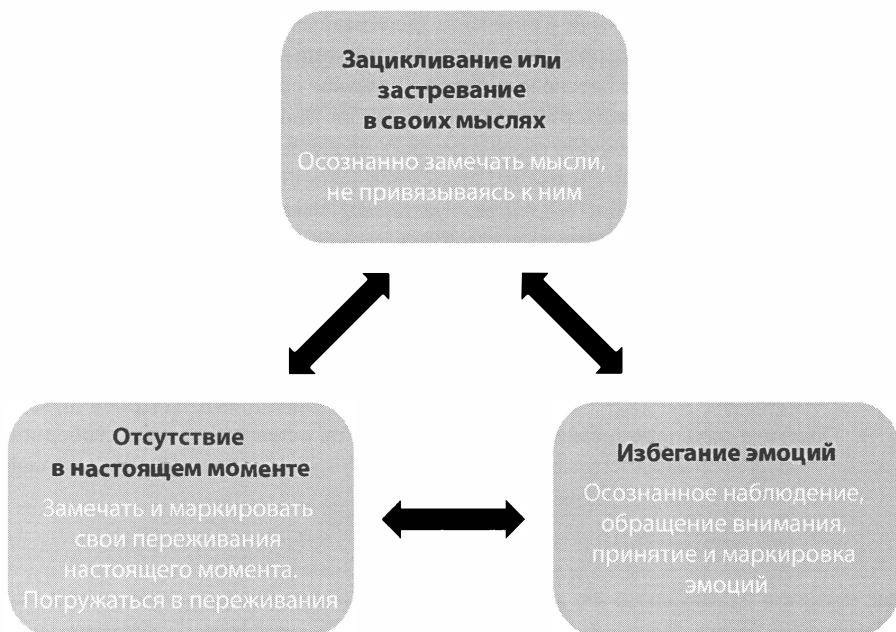 Зацикливание или
застревание
в своих мыслях
Осознанно замечать мысли,
не привязываясь к ним
Отсутствие
в настоящем моменте
Замечать и маркировать
свои переживания
настоящего момента.
Погружаться в переживания
Избегание эмоций
Осознанное наблюдение,
обращение внимания,
принятие и маркировка
эмоций